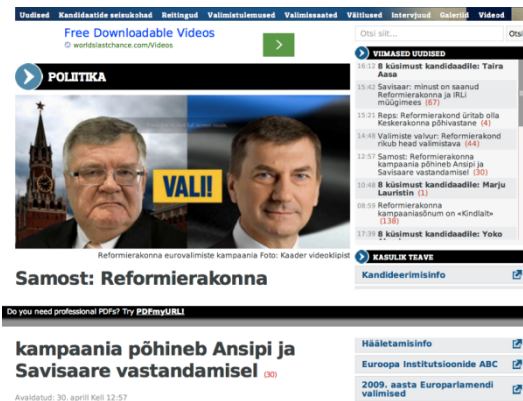 Uudised Kandidaatide seisukohad Reitingud Valimistulemused Valimissaated Väitlused Intervjuud Galeriid Videod
Free Downloadable Videos
worldslastchance.com/Videos
Otsi siit...
Otsi
POLIITIKA
VALI!
Reformierakonna eurovalimiste kampaania Foto: Kaader videoklipist
Samost: Reformierakonna
VIIMASED UUDISED
16:12 8 küsimust kandidaadile: Taira
Aasa
15:42 Savisaar: minust on saanud
Reformierakonna ja IRLi
müügimees (67)
15:21 Reps: Reformierakond üritab olla
Keskerakonna põhivastane (4)
14:48 Valimiste valvur: Reformierakond
rikub head valimistava (44)
12:57 Samost: Reformierakonna
kampaania põhineb Ansipi ja
Savisaare vastandamisel (30)
10:48 8 küsimust kandidaadile: Marju
Lauristin (1)
08:59 Reformierakonna
kampaaniasõnum on «Kindlalt»
(138)
17:39 8 küsimust kandidaadile: Yoko
KASULIK TEAVE
Kandideerimisinfo
Do you need professional PDFs? Try PDFmyURL!
kampaania põhineb Ansipi ja
Savisaare vastandamisel (30)
Avaldatud: 30. aprill Kell 12:57
Hääletamisinfo
Euroopa Institutsioonide ABC
2009. aasta Europarlamendi
valimised